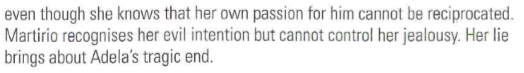 even though she knows that her own passion for him cannot be reciprocated.
Martirio recognises her evil intention but cannot control her jealousy. Her lie
brings about Adela's tragic end.